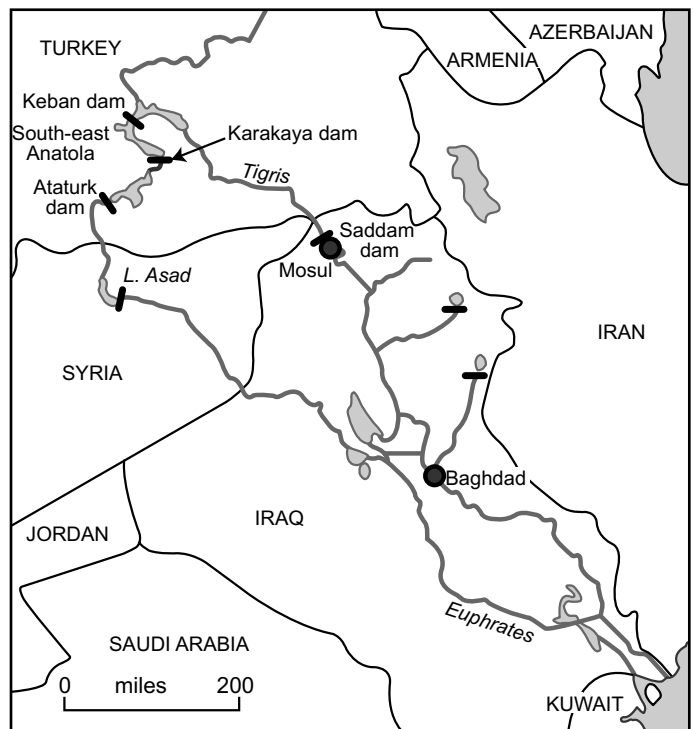 TURKEY
AZERBAIJAN
ARMENIA
Keban dam
South-east
Anatola
Karakaya dam
Tigris
Ataturk
dam
Saddam
dam
Mosul
L. Asad
IRAN
SYRIA
Baghdad
IRAQ
JORDAN
Euphrates
SAUDI ARABIA
0 miles 200
KUWAIT